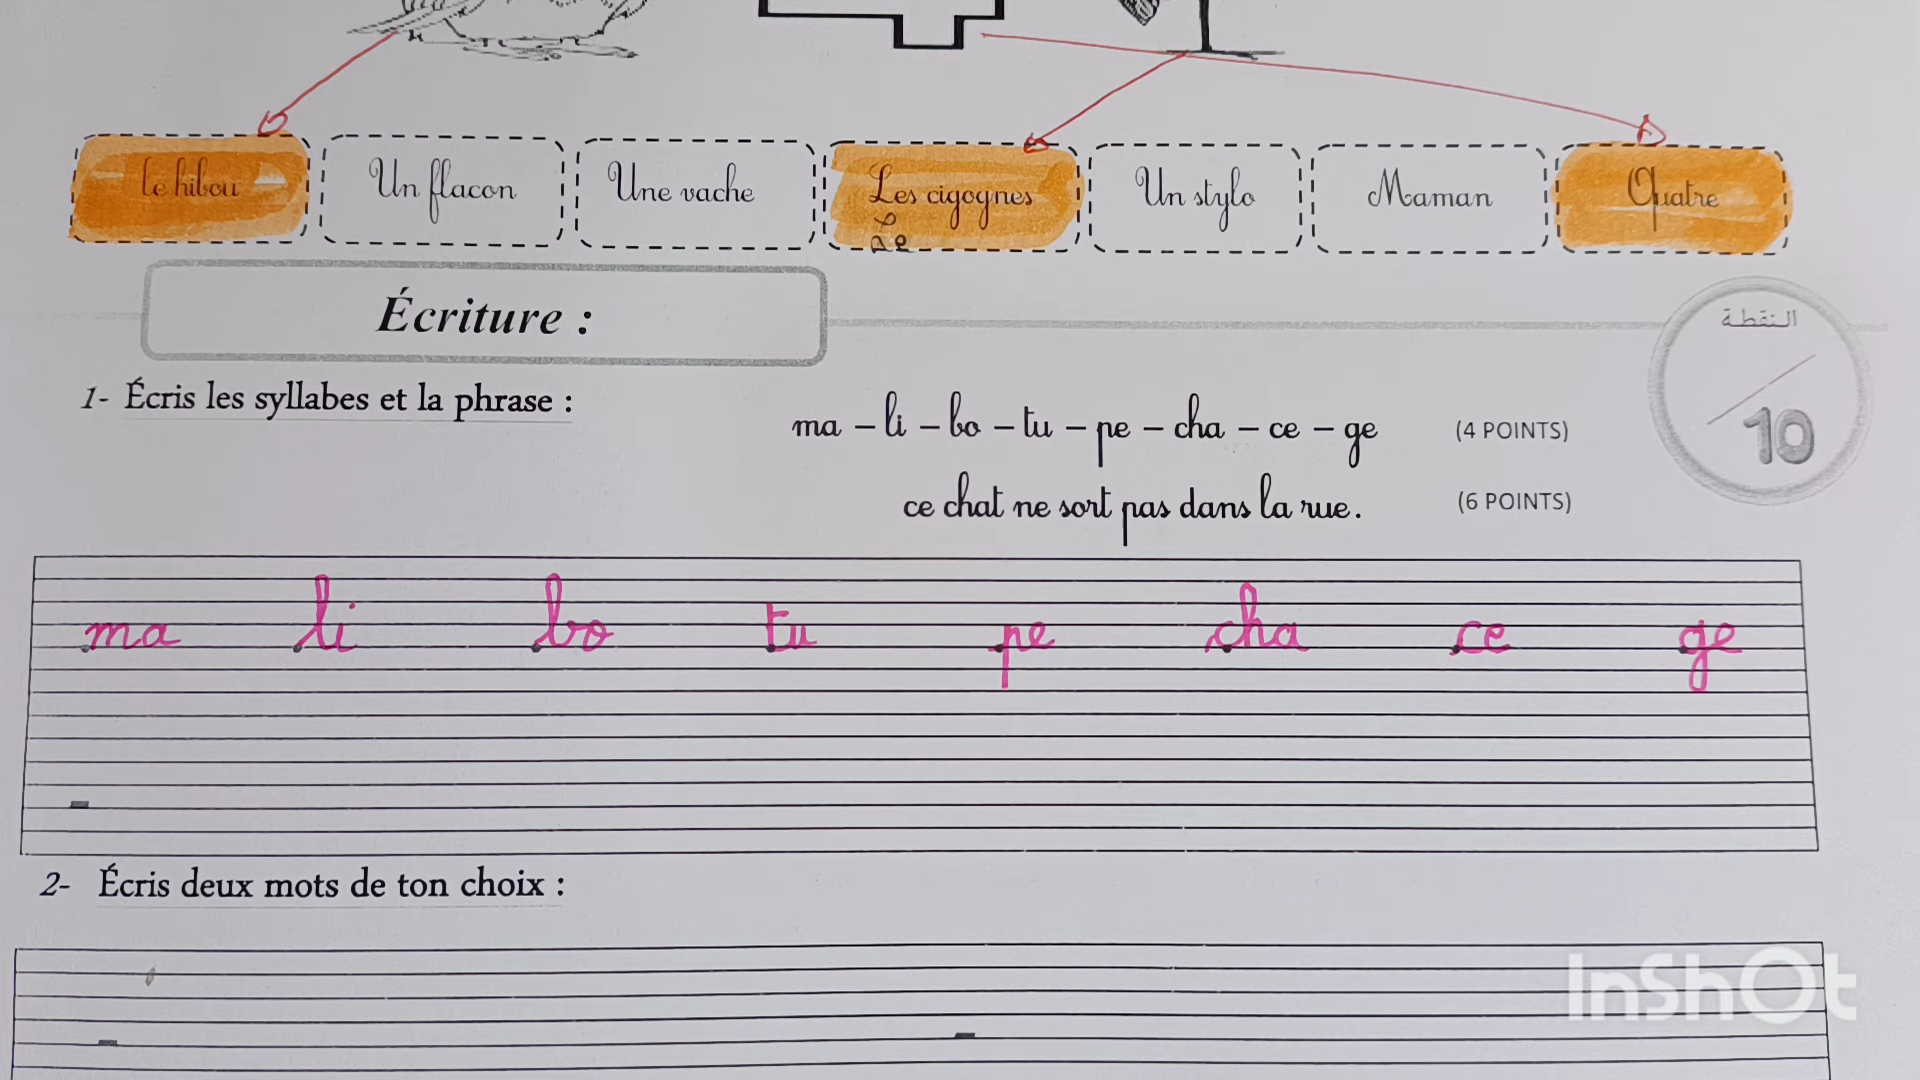 le hibou Un flacon Une vache Les cigognes Un stylo Maman Quatre
Écriture :
النقطة
10
1- Écris les syllabes et la phrase :
ma – li – bo – tu – pe – cha – ce – ge (4 POINTS)
ce chat ne sort pas dans la rue. (6 POINTS)
ma li bo tu pe cha ce ge
2- Écris deux mots de ton choix :
InShOt